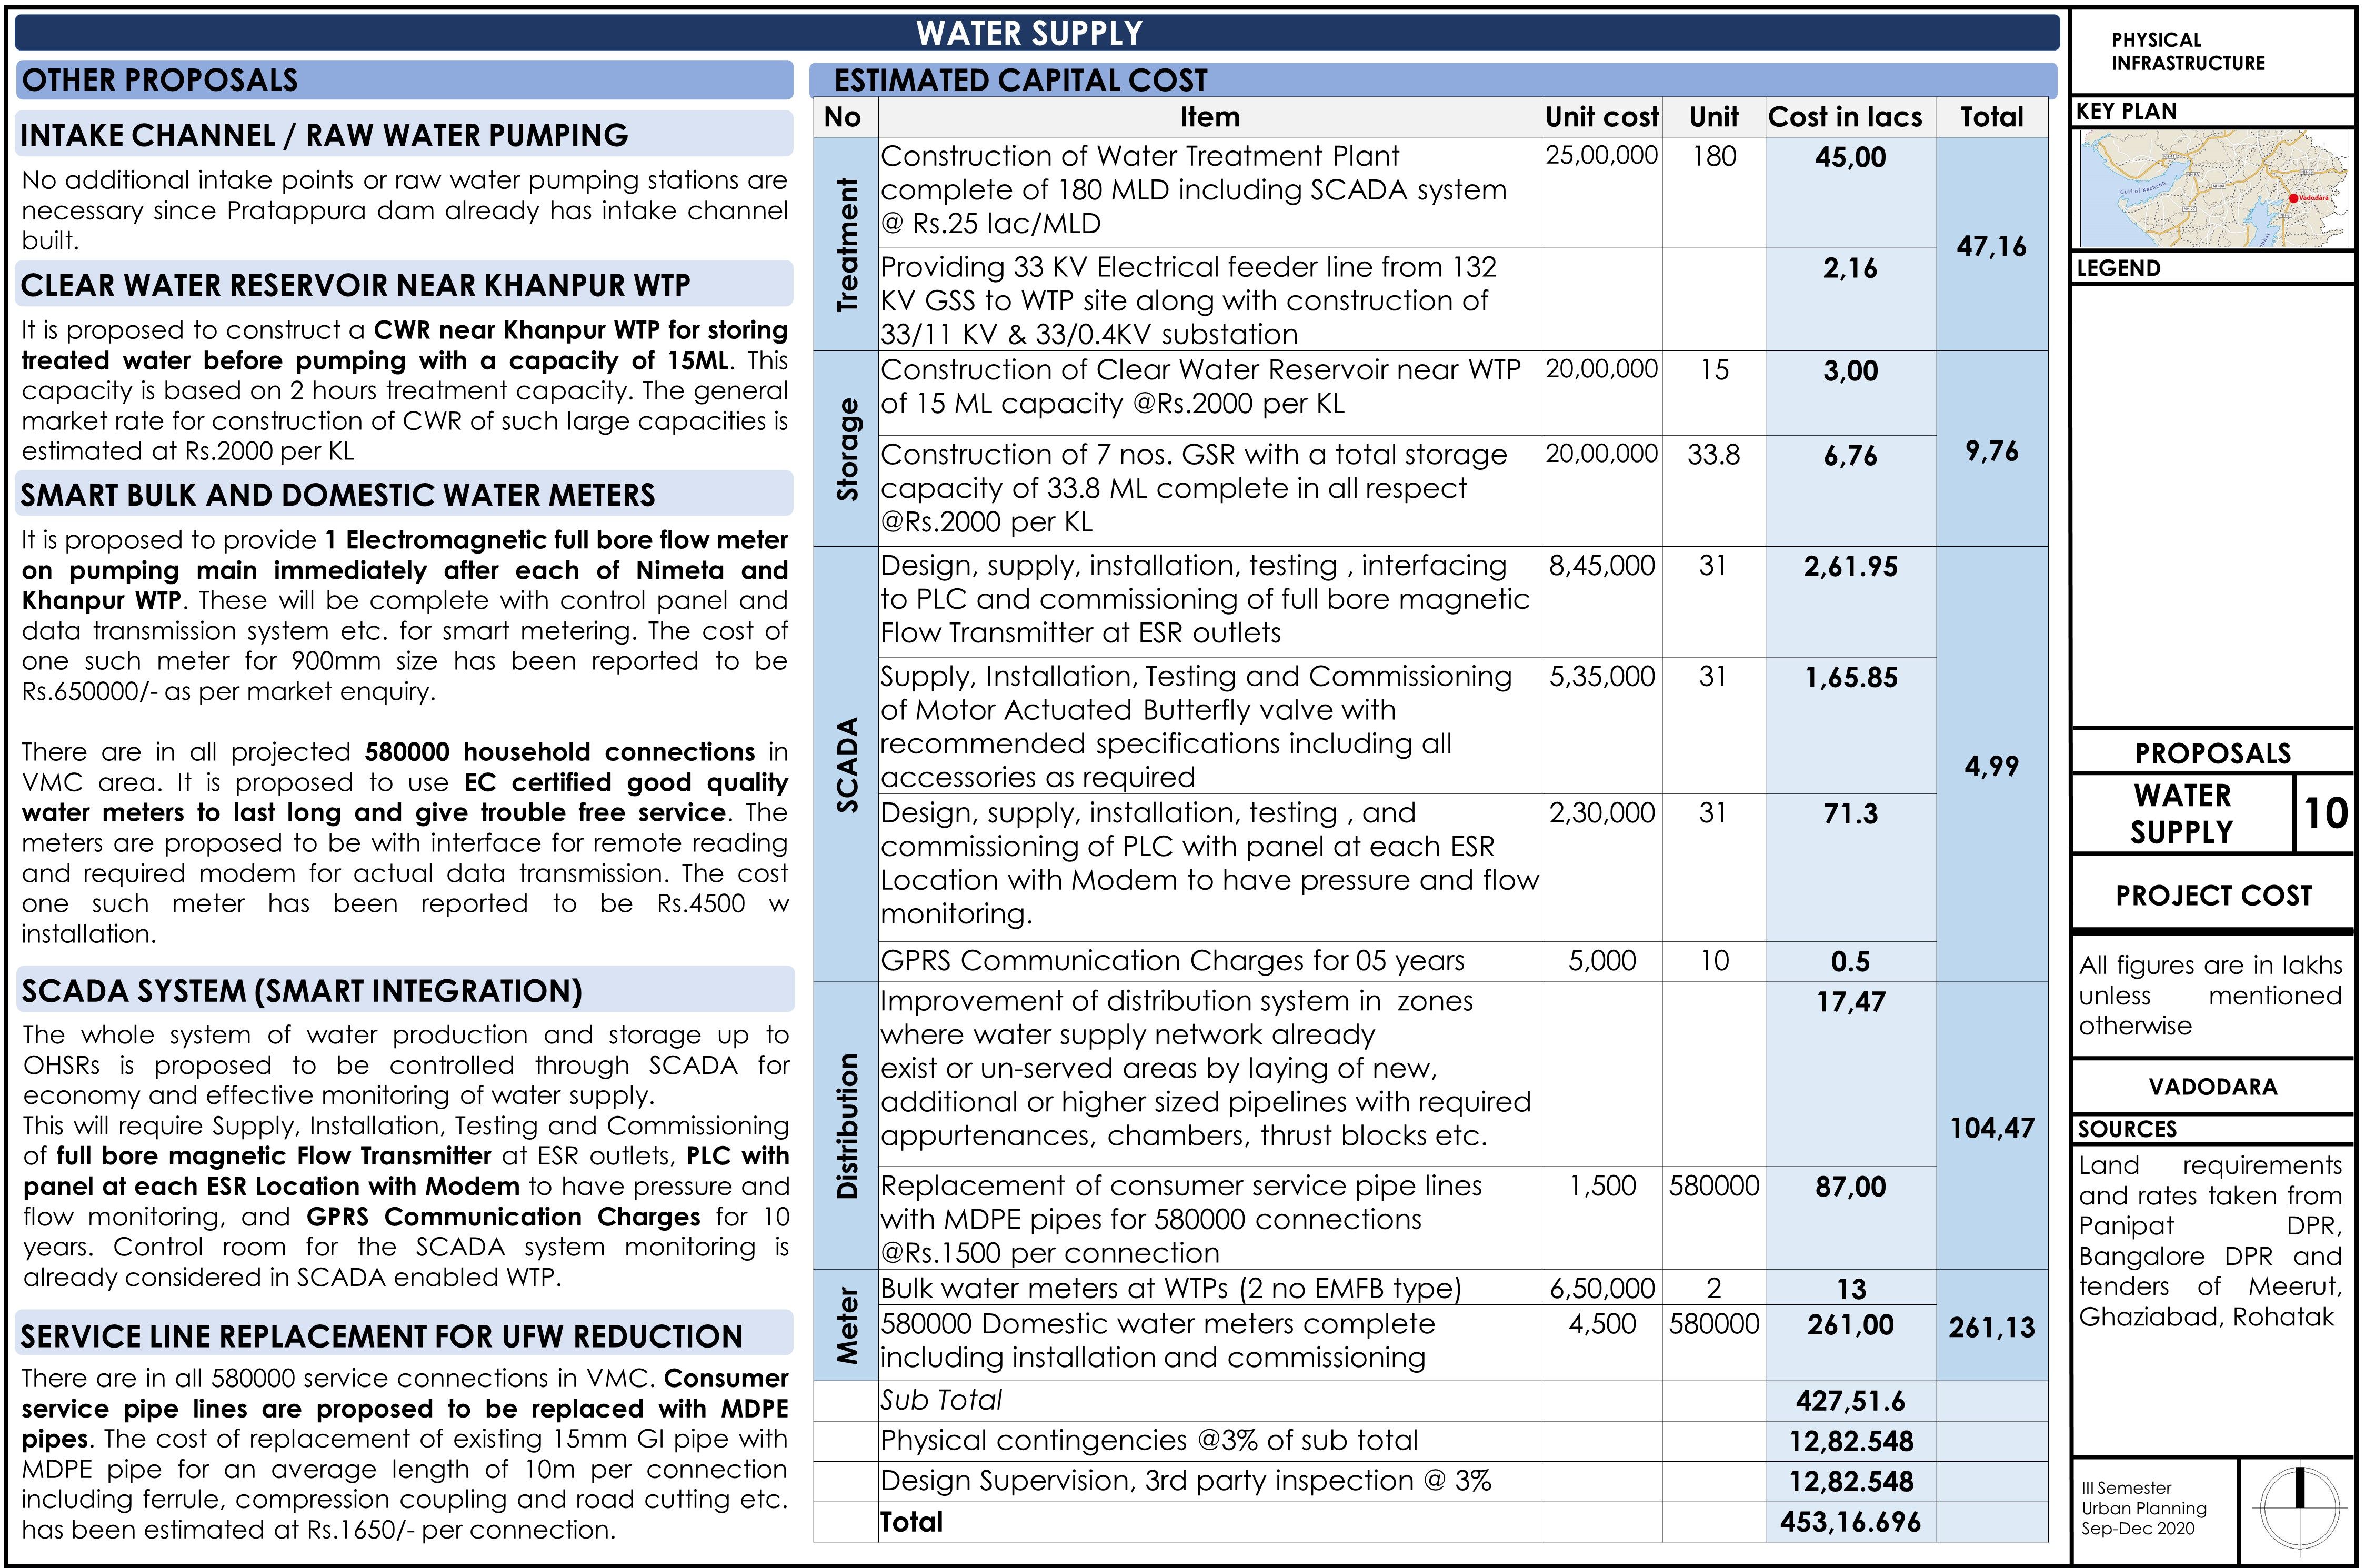 WATER SUPPLY
OTHER PROPOSALS
INTAKE CHANNEL / RAW WATER PUMPING
No additional intake points or raw water pumping stations are
necessary since Pratappura dam already has intake channel
built.
CLEAR WATER RESERVOIR NEAR KHANPUR WTP
It is proposed to construct a CWR near Khanpur WTP for storing
treated water before pumping with a capacity of 15ML. This
capacity is based on 2 hours treatment capacity. The general
market rate for construction of CWR of such large capacities is
estimated at Rs.2000 per KL
SMART BULK AND DOMESTIC WATER METERS
It is proposed to provide 1 Electromagnetic full bore flow meter
on pumping main immediately after each of Nimeta and
Khanpur WTP. These will be complete with control panel and
data transmission system etc. for smart metering. The cost of
one such meter for 900mm size has been reported to be
Rs.650000/- as per market enquiry.
There are in all projected 580000 household connections in
VMC area. It is proposed to use EC certified good quality
water meters to last long and give trouble free service. The
meters are proposed to be with interface for remote reading
and required modem for actual data transmission. The cost
one such meter has been reported to be Rs.4500 w
installation.
SCADA SYSTEM (SMART INTEGRATION)
The whole system of water production and storage up to
OHSRs is proposed to be controlled through SCADA for
economy and effective monitoring of water supply.
This will require Supply, Installation, Testing and Commissioning
of full bore magnetic Flow Transmitter at ESR outlets, PLC with
panel at each ESR Location with Modem to have pressure and
flow monitoring, and GPRS Communication Charges for 10
years. Control room for the SCADA system monitoring is
already considered in SCADA enabled WTP.
SERVICE LINE REPLACEMENT FOR UFW REDUCTION
There are in all 580000 service connections in VMC. Consumer
service pipe lines are proposed to be replaced with MDPE
pipes. The cost of replacement of existing 15mm GI pipe with
MDPE pipe for an average length of 10m per connection
including ferrule, compression coupling and road cutting etc.
has been estimated at Rs.1650/- per connection.
ESTIMATED CAPITAL COST
No Item Unit cost Unit Cost in lacs Total
Treatment
Construction of Water Treatment Plant 25,00,000 180 45,00
complete of 180 MLD including SCADA system
@ Rs.25 lac/MLD
47,16
Providing 33 KV Electrical feeder line from 132 2,16
KV GSS to WTP site along with construction of
33/11 KV & 33/0.4KV substation
Storage
Construction of Clear Water Reservoir near WTP 20,00,000 15 3,00
of 15 ML capacity @Rs.2000 per KL
9,76
Construction of 7 nos. GSR with a total storage 20,00,000 33.8 6,76
capacity of 33.8 ML complete in all respect
@Rs.2000 per KL
SCADA
Design, supply, installation, testing , interfacing 8,45,000 31 2,61.95
to PLC and commissioning of full bore magnetic
Flow Transmitter at ESR outlets
Supply, Installation, Testing and Commissioning 5,35,000 31 1,65.85
of Motor Actuated Butterfly valve with
recommended specifications including all
accessories as required
4,99
Design, supply, installation, testing , and 2,30,000 31 71.3
commissioning of PLC with panel at each ESR
Location with Modem to have pressure and flow
monitoring.
GPRS Communication Charges for 05 years 5,000 10 0.5
Distribution
Improvement of distribution system in zones 17,47
where water supply network already
exist or un-served areas by laying of new,
additional or higher sized pipelines with required
appurtenances, chambers, thrust blocks etc.
104,47
Replacement of consumer service pipe lines 1,500 580000 87,00
with MDPE pipes for 580000 connections
@Rs.1500 per connection
Meter
Bulk water meters at WTPs (2 no EMFB type) 6,50,000 2 13
580000 Domestic water meters complete 4,500 580000 261,00 261,13
including installation and commissioning
Sub Total 427,51.6
Physical contingencies @3% of sub total 12,82.548
Design Supervision, 3rd party inspection @ 3% 12,82.548
Total 453,16.696
PHYSICAL
INFRASTRUCTURE
KEY PLAN
Gulf of Kachchh
Vadodara
LEGEND
PROPOSALS
WATER
SUPPLY
10
PROJECT COST
All figures are in lakhs
unless mentioned
otherwise
VADODARA
SOURCES
Land requirements
and rates taken from
Panipat DPR,
Bangalore DPR and
tenders of Meerut,
Ghaziabad, Rohatak
III Semester
Urban Planning
Sep-Dec 2020